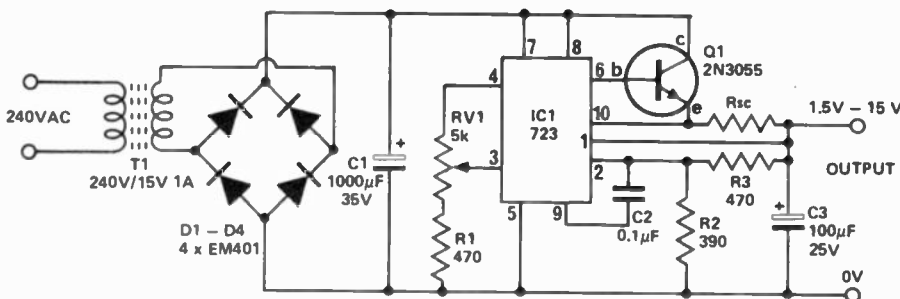 240VAC
T1
240V/15V 1A
D1 – D4
4 x EM401
+
C1
1000µF
35V
RV1
5k
R1
470
4
3
5
7
8
IC1
723
6
10
1
2
9
b
c
e
Q1
2N3055
Rsc
C2
0.1µF
R2
390
R3
470
1.5V – 15V
OUTPUT
+
C3
100µF
25V
0V